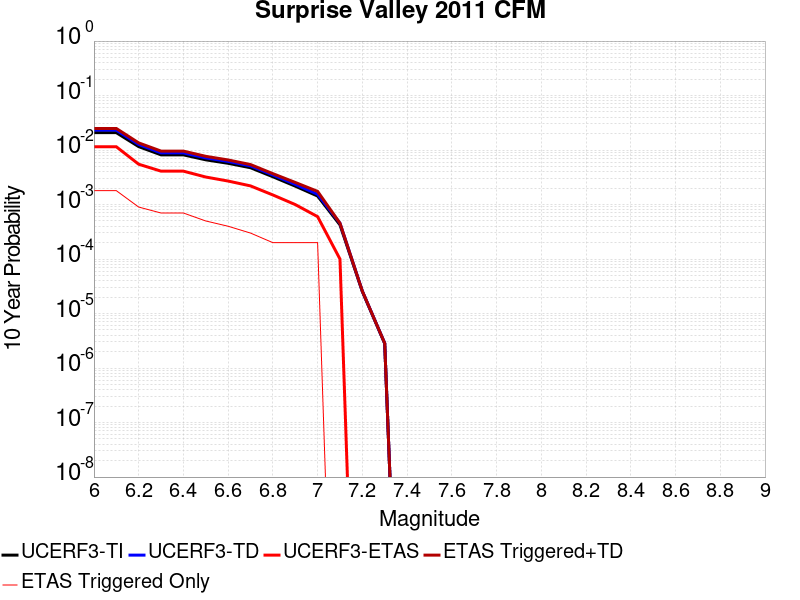 Surprise Valley 2011 CFM
10 Year Probability
10^0
10^-1
10^-2
10^-3
10^-4
10^-5
10^-6
10^-7
10^-8
6 6.2 6.4 6.6 6.8 7 7.2 7.4 7.6 7.8 8 8.2 8.4 8.6 8.8 9
Magnitude
UCERF3-TI UCERF3-TD UCERF3-ETAS ETAS Triggered+TD
ETAS Triggered Only